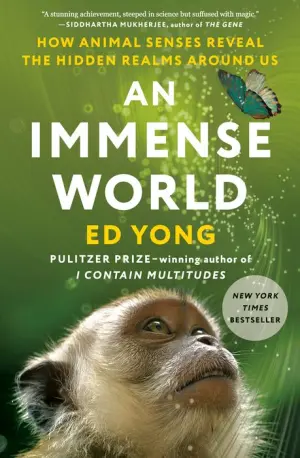 "A stunning achievement, steeped in science but suffused with magic."
—SIDDHARTHA MUKHERJEE, author of THE GENE
HOW ANIMAL SENSES REVEAL
THE HIDDEN REALMS AROUND US
AN
IMMENSE
WORLD
ED YONG
PULITZER PRIZE–winning author of
I CONTAIN MULTITUDES
NEW YORK
TIMES
BESTSELLER